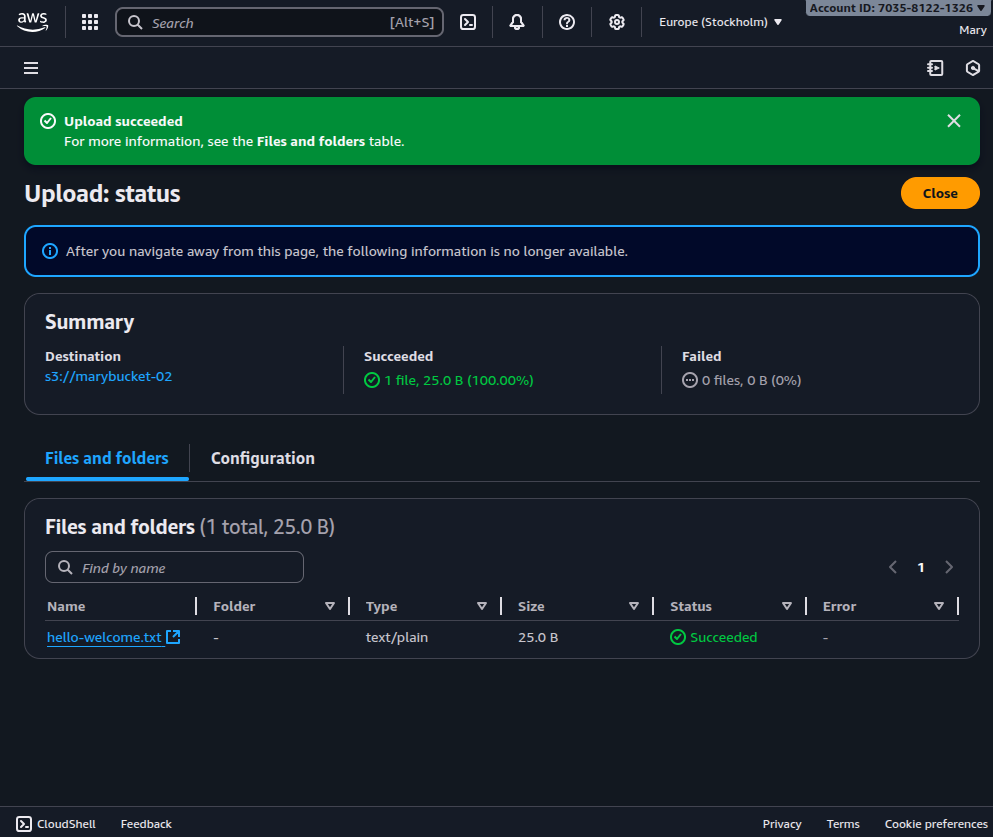 aws
Search [Alt+S]
Europe (Stockholm)
Account ID: 7035-8122-1326
Mary
Upload succeeded
For more information, see the Files and folders table.
Upload: status
Close
After you navigate away from this page, the following information is no longer available.
Summary
Destination
s3://marybucket-02
Succeeded
1 file, 25.0 B (100.00%)
Failed
0 files, 0 B (0%)
Files and folders
Configuration
Files and folders (1 total, 25.0 B)
Find by name
1
Name Folder Type Size Status Error
hello-welcome.txt - text/plain 25.0 B Succeeded -
CloudShell Feedback Privacy Terms Cookie preferences